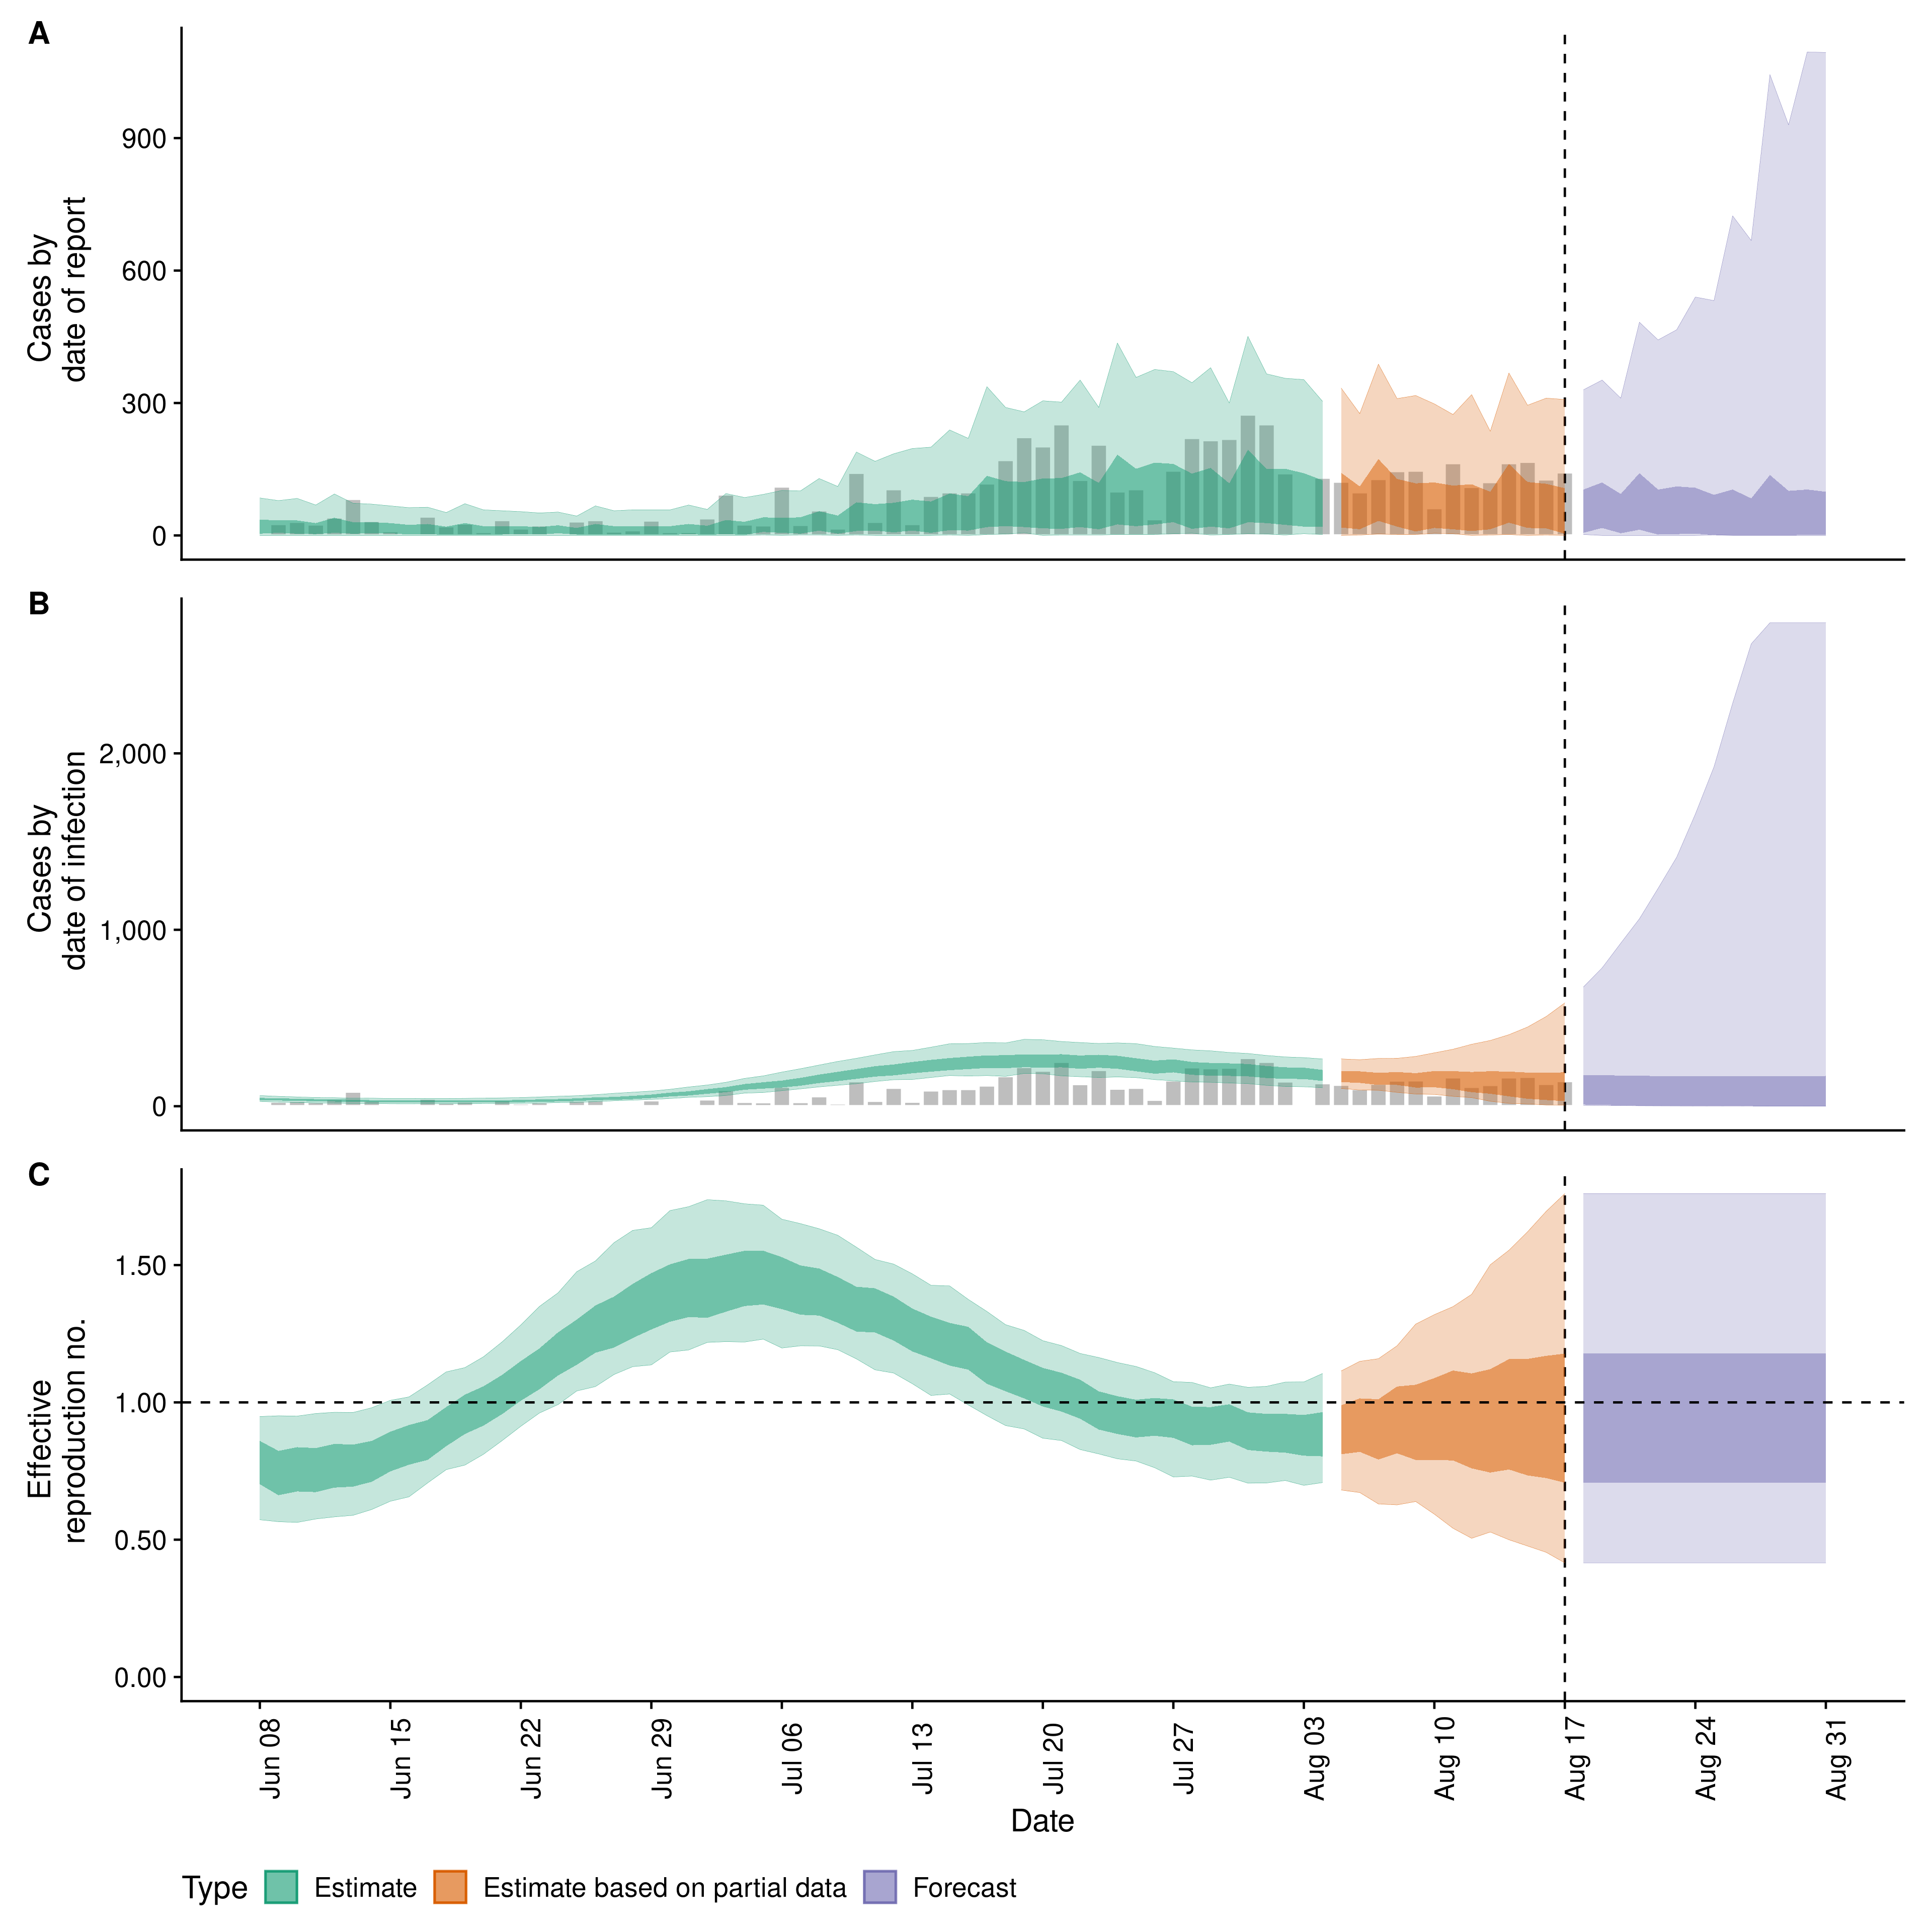 A
Cases by
date of report
900
600
300
0
B
Cases by
date of infection
2,000
1,000
0
C
Effective
reproduction no.
1.50
1.00
0.50
0.00
Jun 08
Jun 15
Jun 22
Jun 29
Jul 06
Jul 13
Jul 20
Jul 27
Aug 03
Aug 10
Aug 17
Aug 24
Aug 31
Date
Type Estimate Estimate based on partial data Forecast